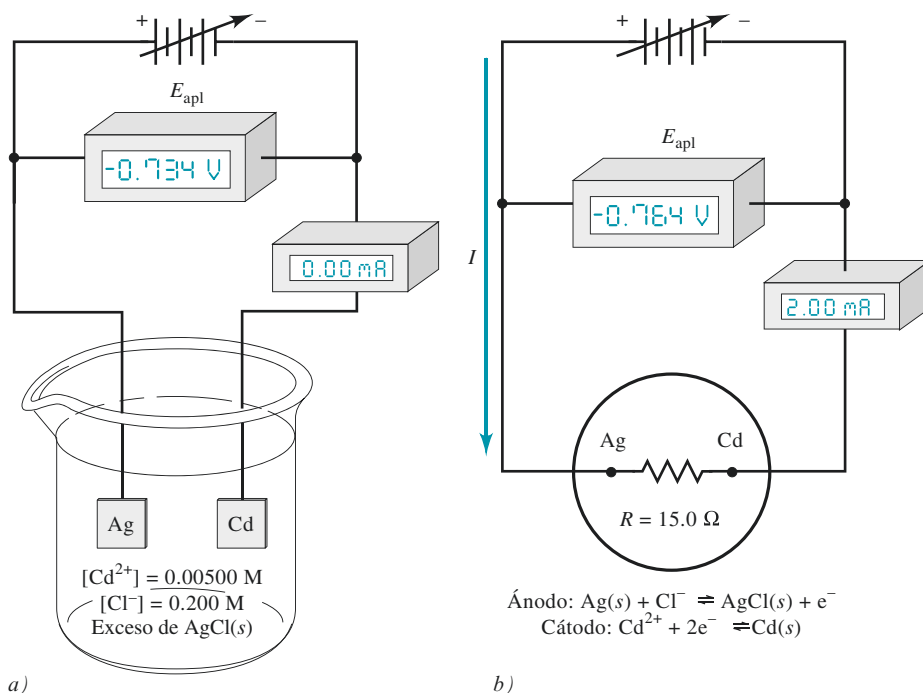 + −
E_apl
-0.734 V
0.00 mA
Ag Cd
[Cd²⁺] = 0.00500 M
[Cl⁻] = 0.200 M
Exceso de AgCl(s)
a)
+ −
E_apl
-0.764 V
I
2.00 mA
Ag Cd
R = 15.0 Ω
Ánodo: Ag(s) + Cl⁻ ⇌ AgCl(s) + e⁻
Cátodo: Cd²⁺ + 2e⁻ ⇌Cd(s)
b)